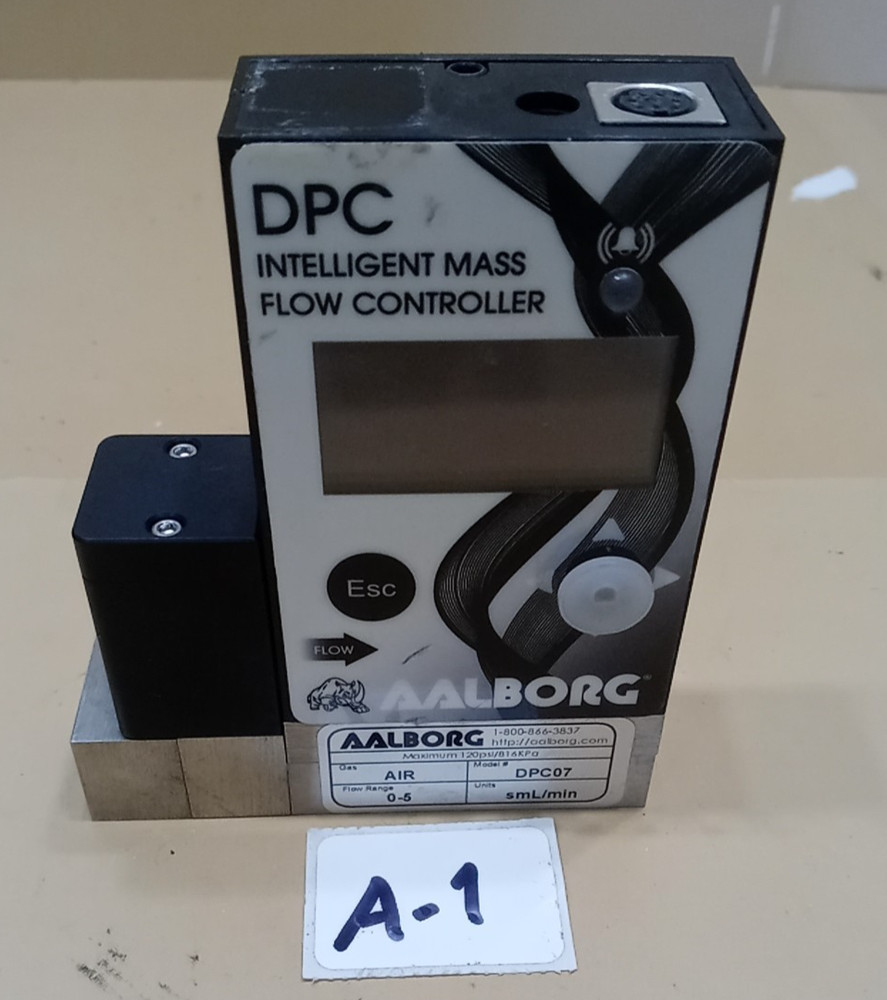 DPC
INTELLIGENT MASS
FLOW CONTROLLER
Esc
FLOW
AALBORG®
AALBORG 1-800-866-3837
http://aalborg.com
Maximum 120psi/816KPa
Gas AIR Model # DPC07
Flow Range 0-5 Units smL/min
A-1